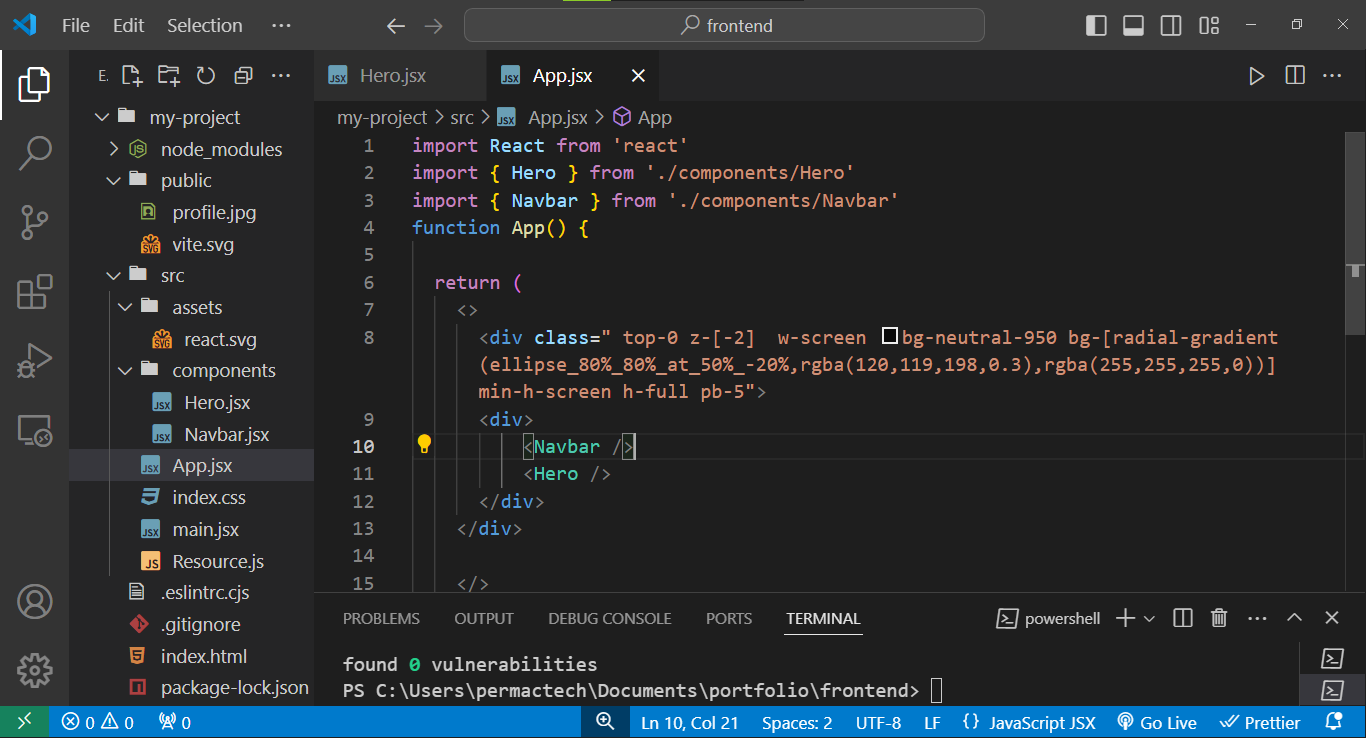 File Edit Selection ··· frontend
E.
Hero.jsx App.jsx
my-project
node_modules
public
profile.jpg
vite.svg
src
assets
react.svg
components
Hero.jsx
Navbar.jsx
App.jsx
index.css
main.jsx
Resource.js
.eslintrc.cjs
.gitignore
index.html
package-lock.json
my-project > src > App.jsx > App
1 import React from 'react'
2 import { Hero } from './components/Hero'
3 import { Navbar } from './components/Navbar'
4 function App() {
5
6 return (
7 <>
8 <div class=" top-0 z-[-2]  w-screen bg-neutral-950 bg-[radial-gradient
(ellipse_80%_80%_at_50%_-20%,rgba(120,119,198,0.3),rgba(255,255,255,0))]
min-h-screen h-full pb-5">
9 <div>
10 <Navbar />
11 <Hero />
12 </div>
13 </div>
14
15 </>
PROBLEMS OUTPUT DEBUG CONSOLE PORTS TERMINAL powershell
found 0 vulnerabilities
PS C:\Users\permactech\Documents\portfolio\frontend>
0 0 0 Ln 10, Col 21 Spaces: 2 UTF-8 LF {} JavaScript JSX Go Live Prettier